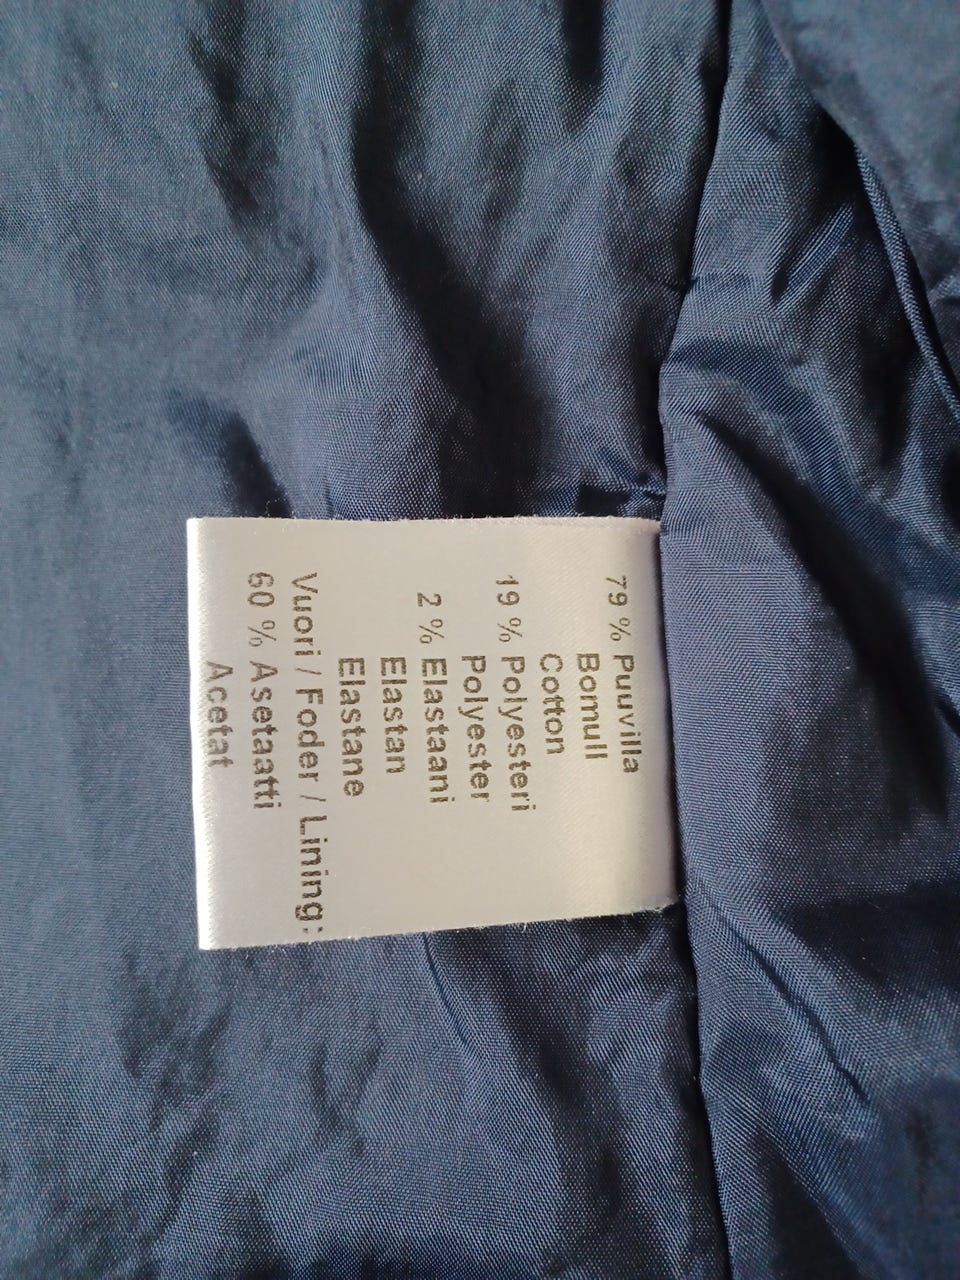 79 % Puuvilla
Bomull
Cotton
19 % Polyesteri
Polyester
2 % Elastaani
Elastan
Elastane
Vuori / Foder / Lining:
60 % Asetaatti
Acetat